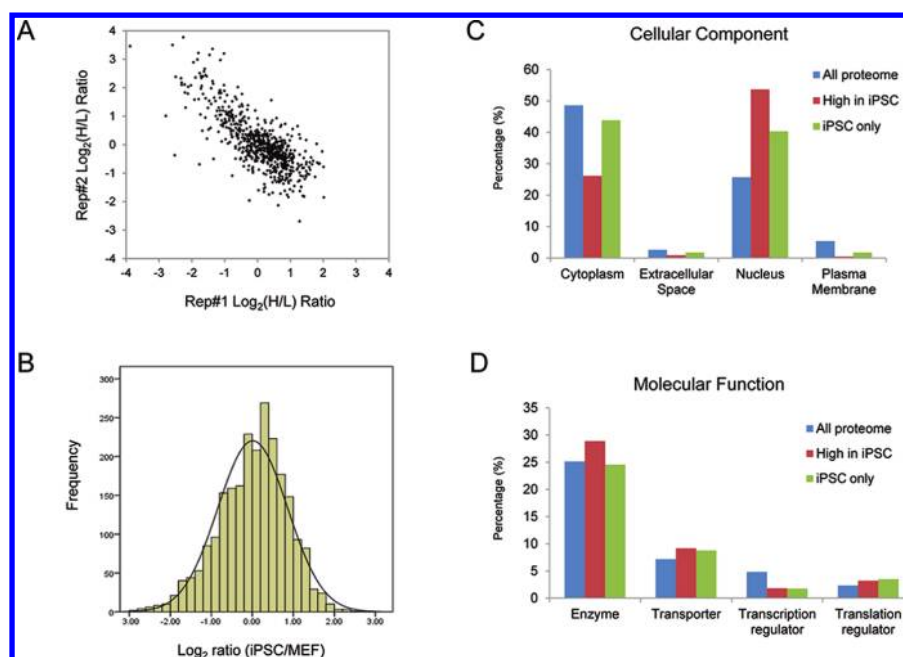 A
4
3
2
1
0
-1
-2
-3
-4
Rep#2 Log2(H/L) Ratio
-4 -3 -2 -1 0 1 2 3 4
Rep#1 Log2(H/L) Ratio
B
300
250
200
150
100
50
0
Frequency
3.00 -2.00 -1.00 0.00 1.00 2.00 3.00
Log2 ratio (iPSC/MEF)
C
Cellular Component
60
50
40
30
20
10
0
Percentage (%)
All proteome
High in iPSC
iPSC only
Cytoplasm Extracellular Nucleus Plasma
Space Membrane
D
Molecular Function
35
30
25
20
15
10
5
0
Percentage (%)
All proteome
High in iPSC
iPSC only
Enzyme Transporter Transcription Translation
regulator regulator